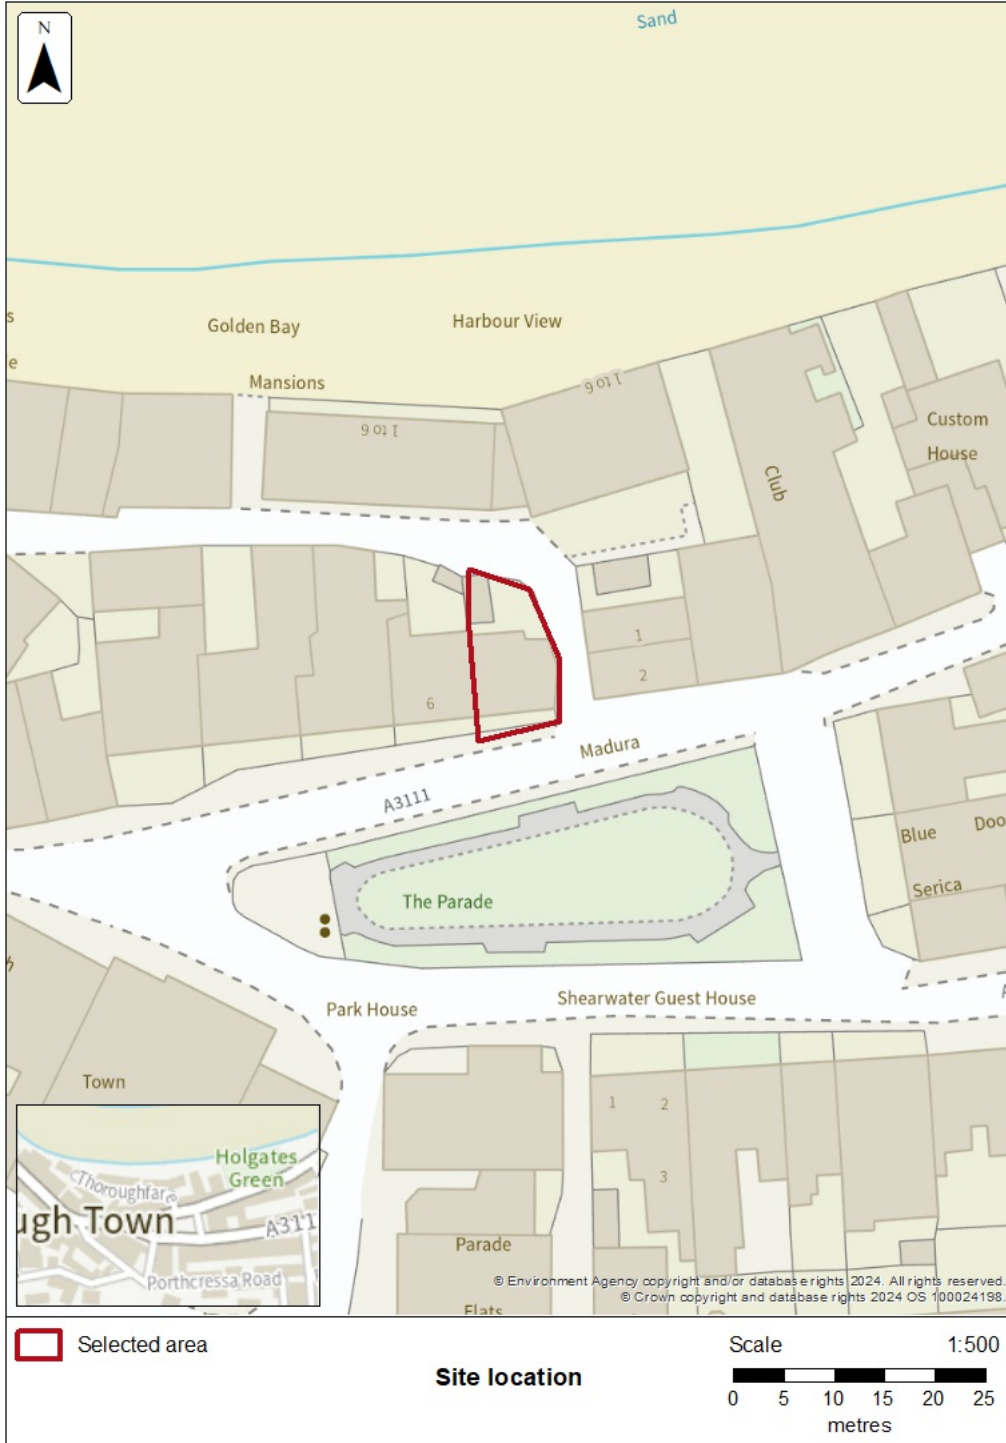 N
Sand
s
Golden Bay
Harbour View
e
Mansions
1 to 6
1 to 6
Custom
House
Club
1
2
6
Madura
A3111
Blue
Doo
Serica
The Parade
Park House
Shearwater Guest House
Town
1
2
3
Holgates
Green
Thoroughfare
ugh Town
A311
Porthcressa Road
Parade
Flats
© Environment Agency copyright and/or database rights 2024. All rights reserved.
© Crown copyright and database rights 2024 OS 100024198.
Selected area
Site location
Scale
1:500
0 5 10 15 20 25
metres